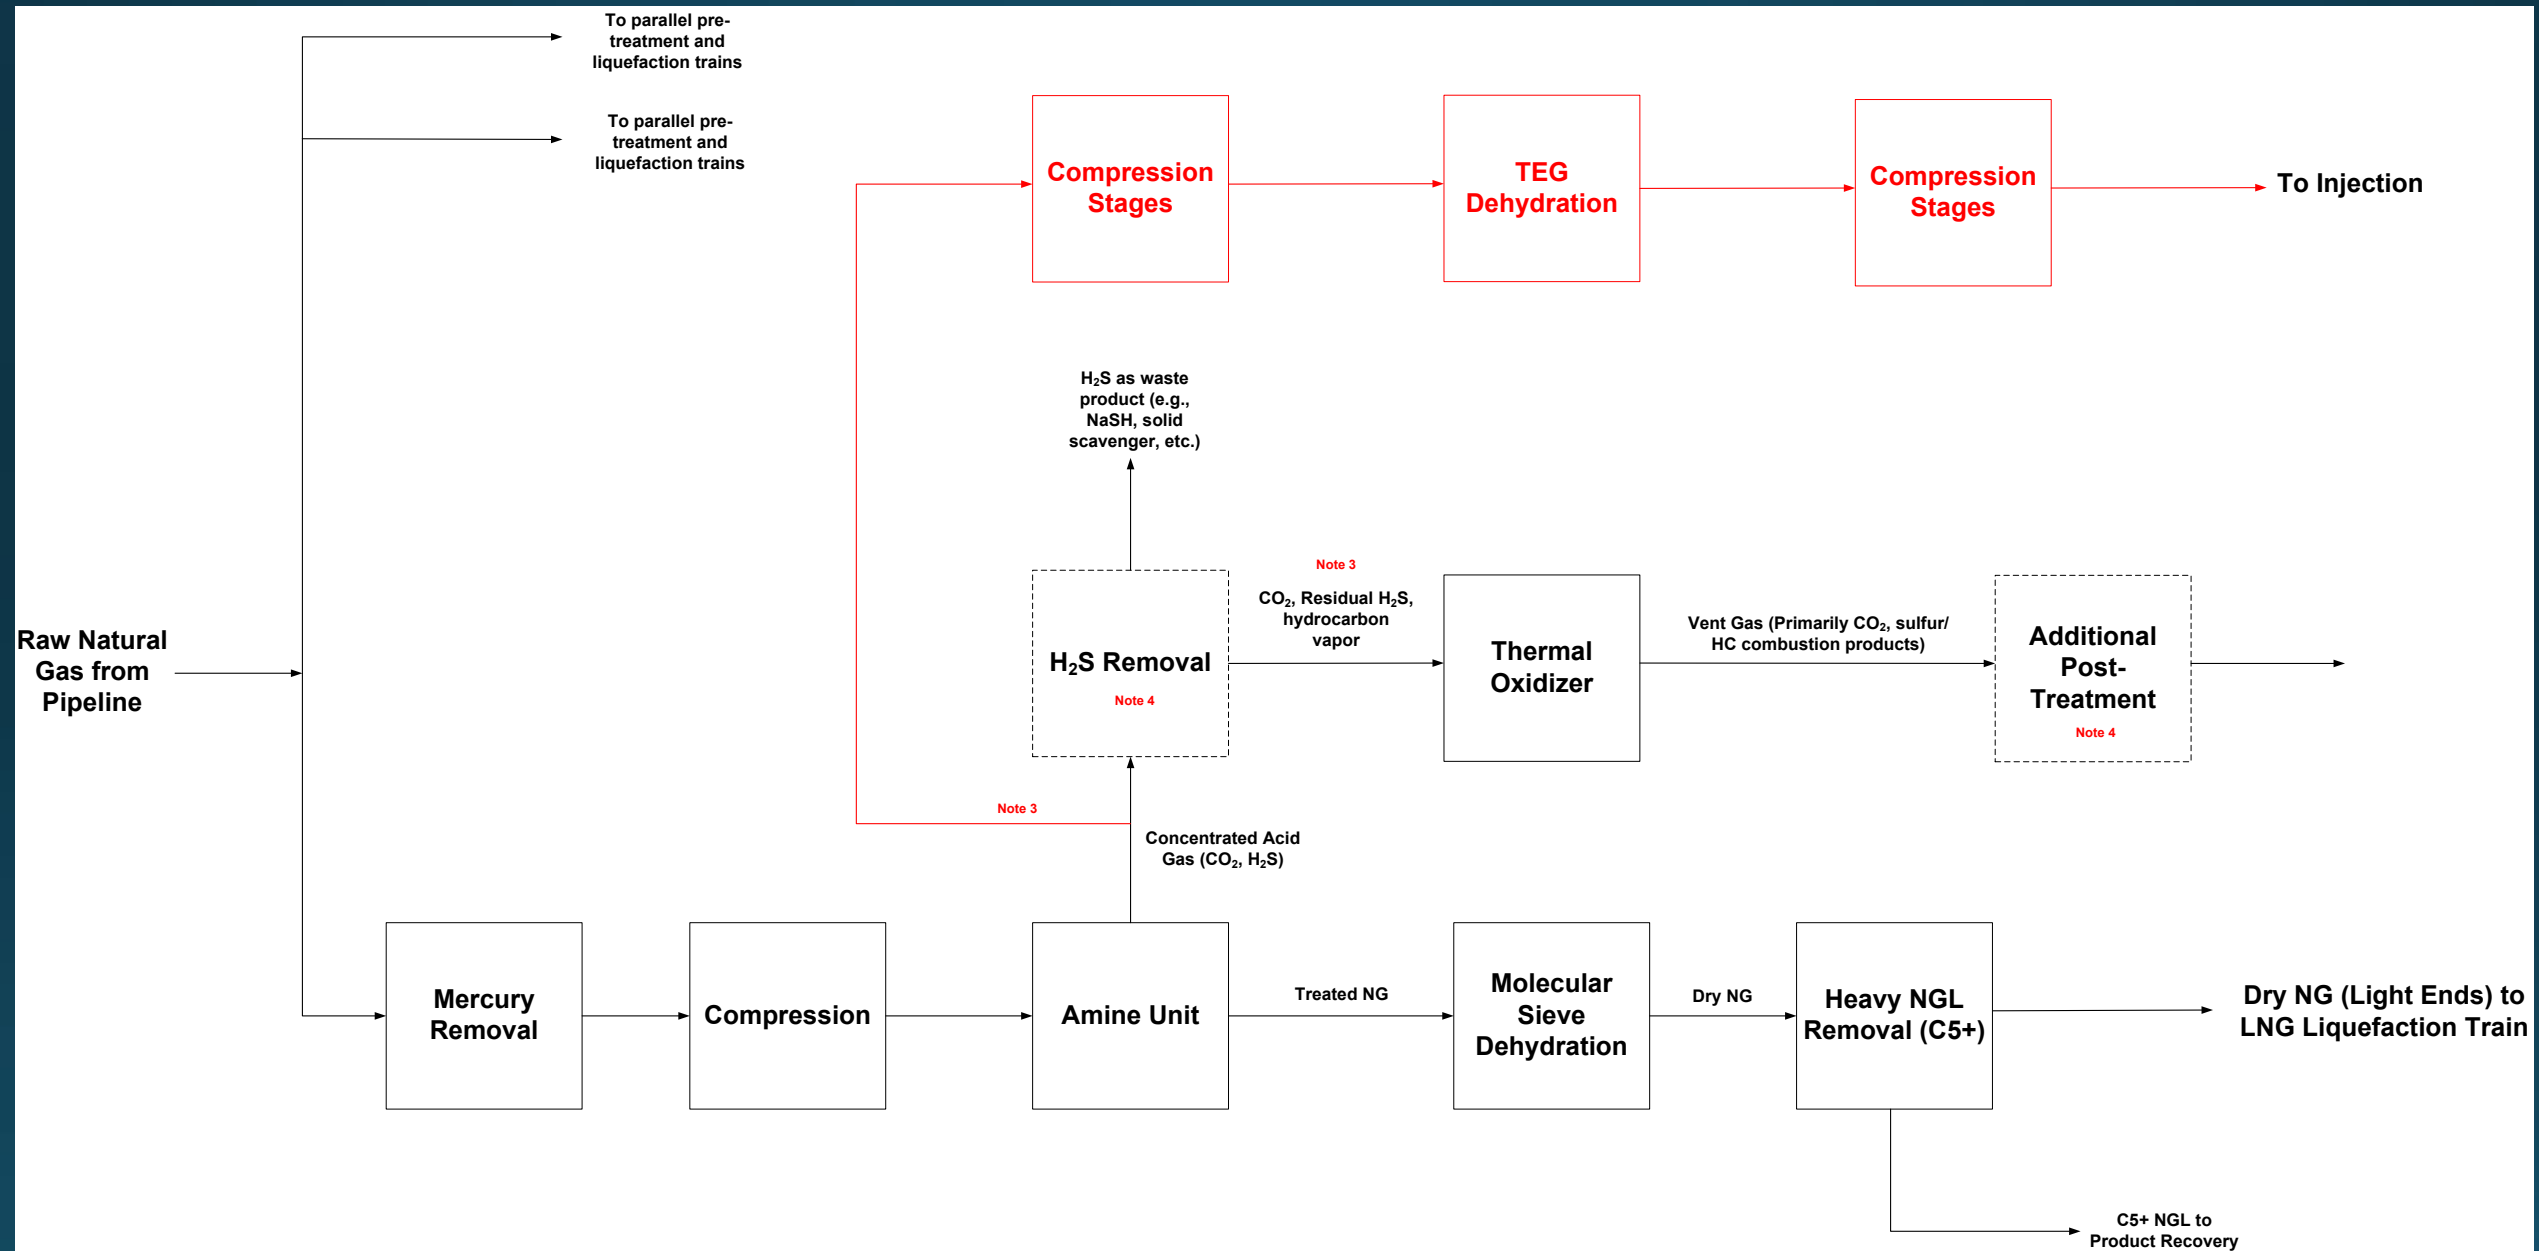 To parallel pre-
treatment and
liquefaction trains
To parallel pre-
treatment and
liquefaction trains
Compression
Stages
TEG
Dehydration
Compression
Stages
To Injection
H₂S as waste
product (e.g.,
NaSH, solid
scavenger, etc.)
Note 3
CO₂, Residual H₂S,
hydrocarbon
vapor
Raw Natural
Gas from
Pipeline
H₂S Removal
Note 4
Thermal
Oxidizer
Vent Gas (Primarily CO₂, sulfur/
HC combustion products)
Additional
Post-
Treatment
Note 4
Note 3
Concentrated Acid
Gas (CO₂, H₂S)
Mercury
Removal
Compression
Amine Unit
Treated NG
Molecular
Sieve
Dehydration
Dry NG
Heavy NGL
Removal (C5+)
Dry NG (Light Ends) to
LNG Liquefaction Train
C5+ NGL to
Product Recovery